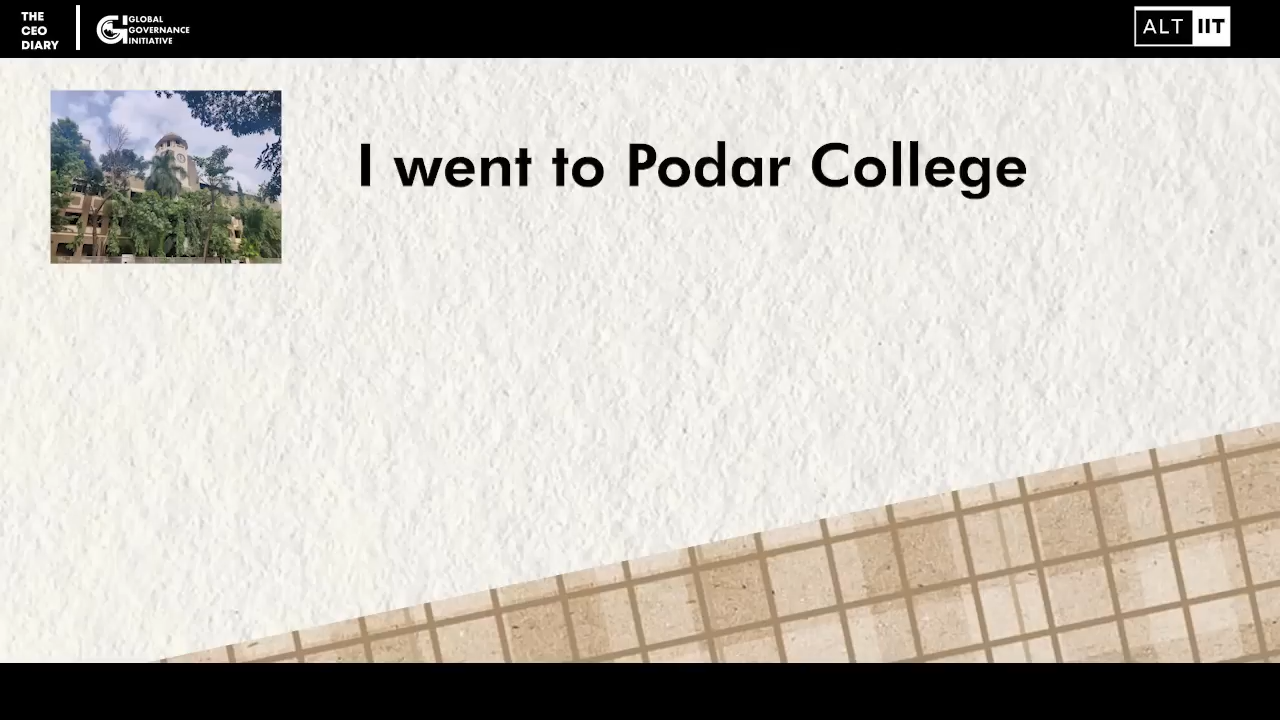 THE
CEO
DIARY
GLOBAL
GOVERNANCE
INITIATIVE
ALT IIT
I went to Podar College